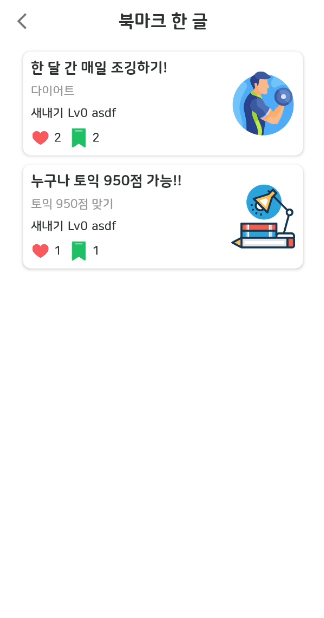 북마크 한 글
한 달 간 매일 조깅하기!
다이어트
새내기 Lv0 asdf
2 2
누구나 토익 950점 가능!!
토익 950점 맞기
새내기 Lv0 asdf
1 1